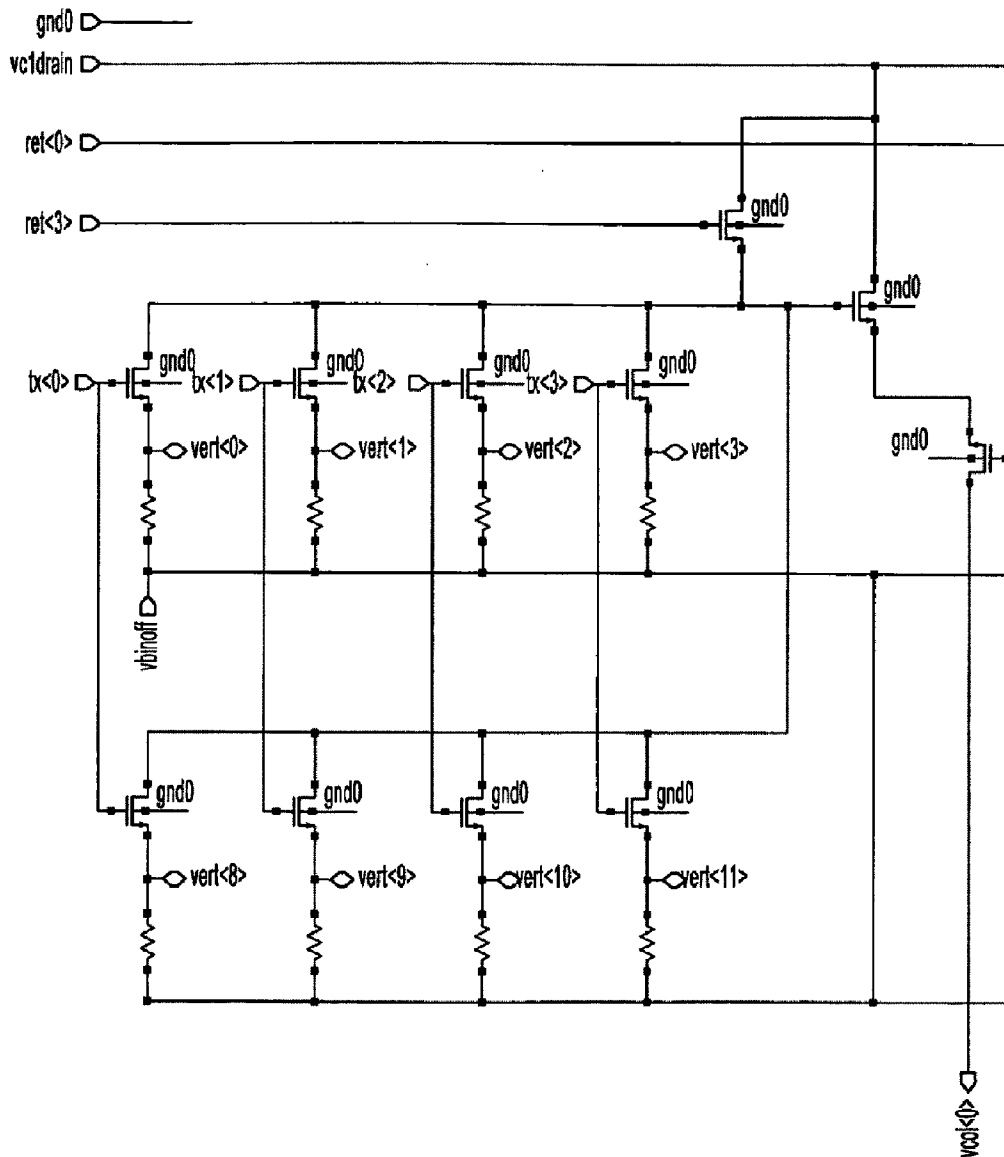 gnd0
vc1drain
ret<0>
ret<3>
gnd0
gnd0
tx<0>
gnd0
tx<1>
gnd0
tx<2>
gnd0
tx<3>
gnd0
gnd0
vert<0>
vert<1>
vert<2>
vert<3>
vbinoff
gnd0
gnd0
gnd0
gnd0
vert<8>
vert<9>
vert<10>
vert<11>
vcol<0>